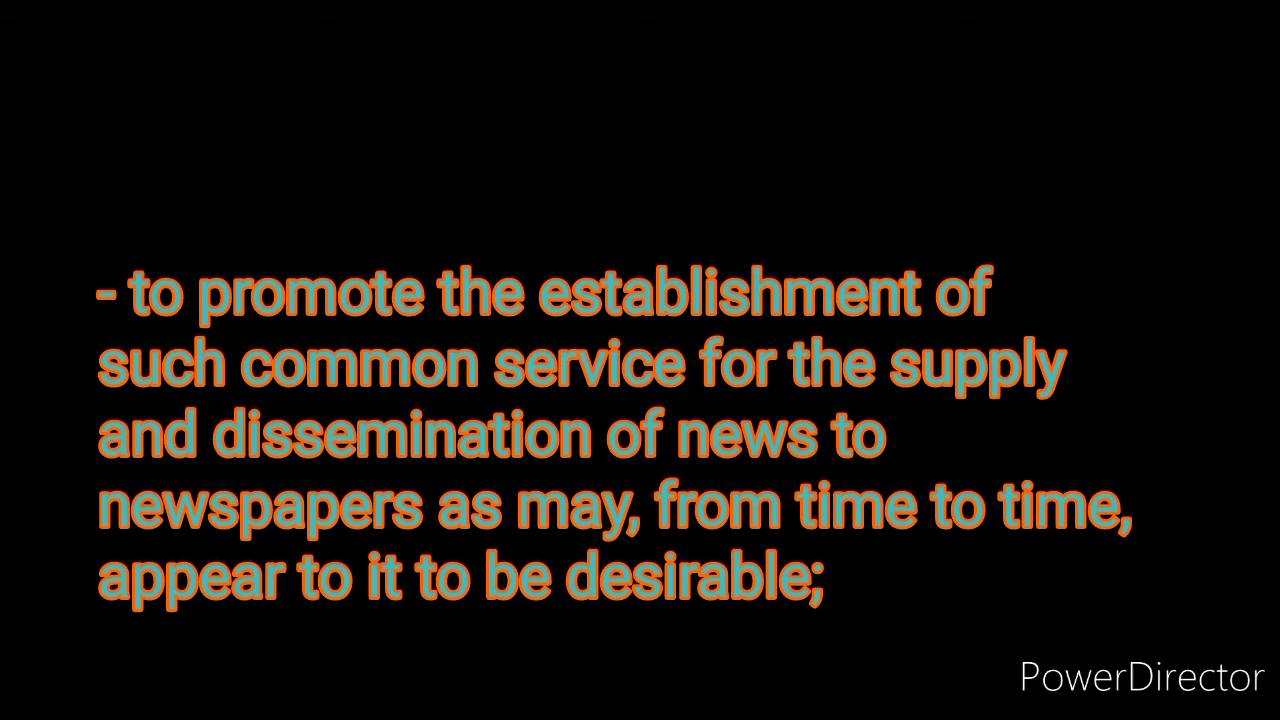 - to promote the establishment of
such common service for the supply
and dissemination of news to
newspapers as may, from time to time,
appear to it to be desirable;
PowerDirector